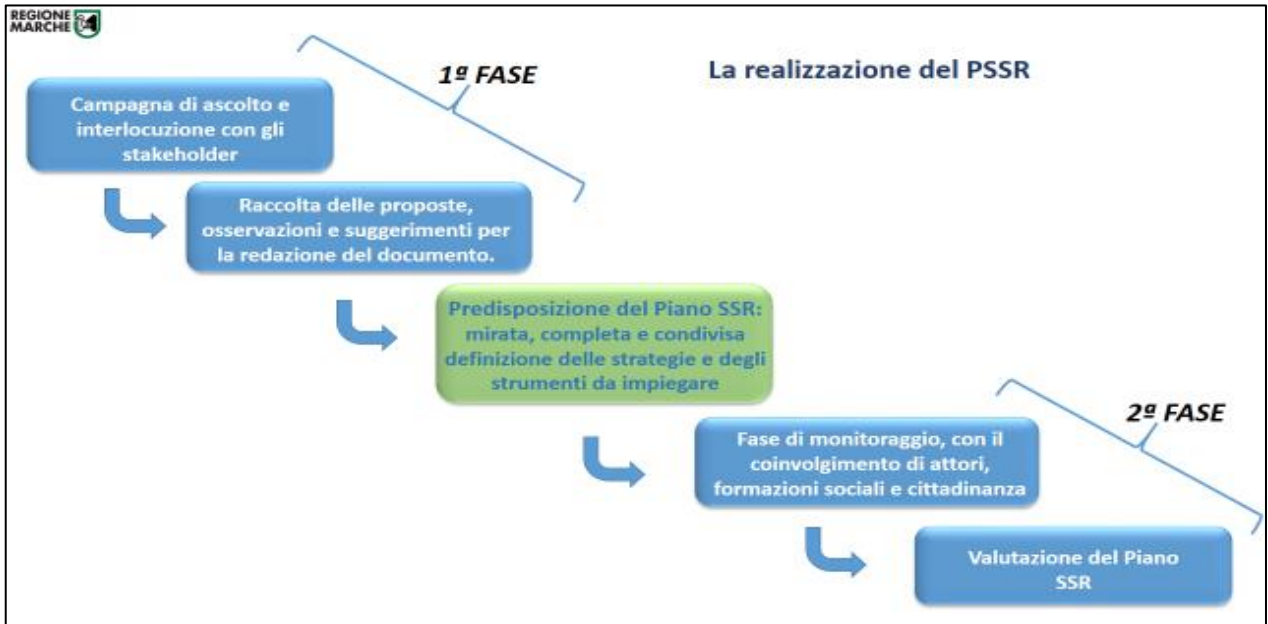 REGIONE
MARCHE
La realizzazione del PSSR
1ª FASE
Campagna di ascolto e
interlocuzione con gli
stakeholder
Raccolta delle proposte,
osservazioni e suggerimenti per
la redazione del documento.
Predisposizione del Piano SSR:
mirata, completa e condivisa
definizione delle strategie e degli
strumenti da impiegare
2ª FASE
Fase di monitoraggio, con il
coinvolgimento di attori,
formazioni sociali e cittadinanza
Valutazione del Piano
SSR